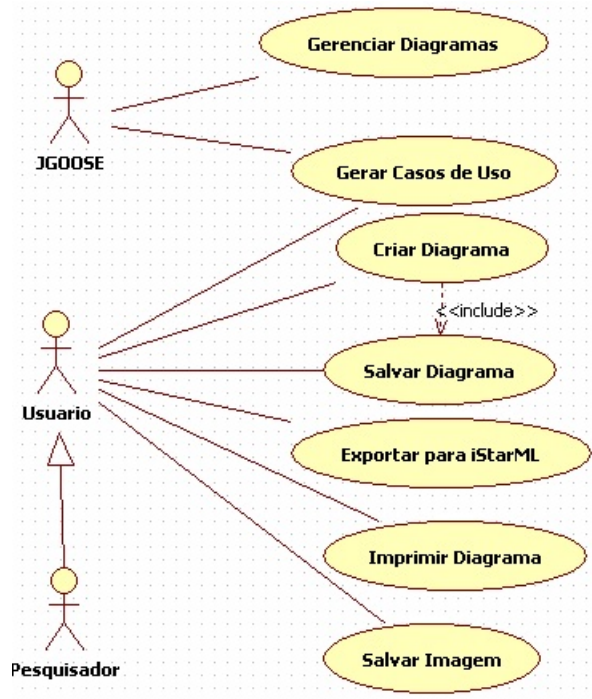 Gerenciar Diagramas
JGOOSE
Gerar Casos de Uso
Criar Diagrama
<<include>>
Salvar Diagrama
Usuario
Exportar para iStarML
Imprimir Diagrama
Salvar Imagem
Pesquisador